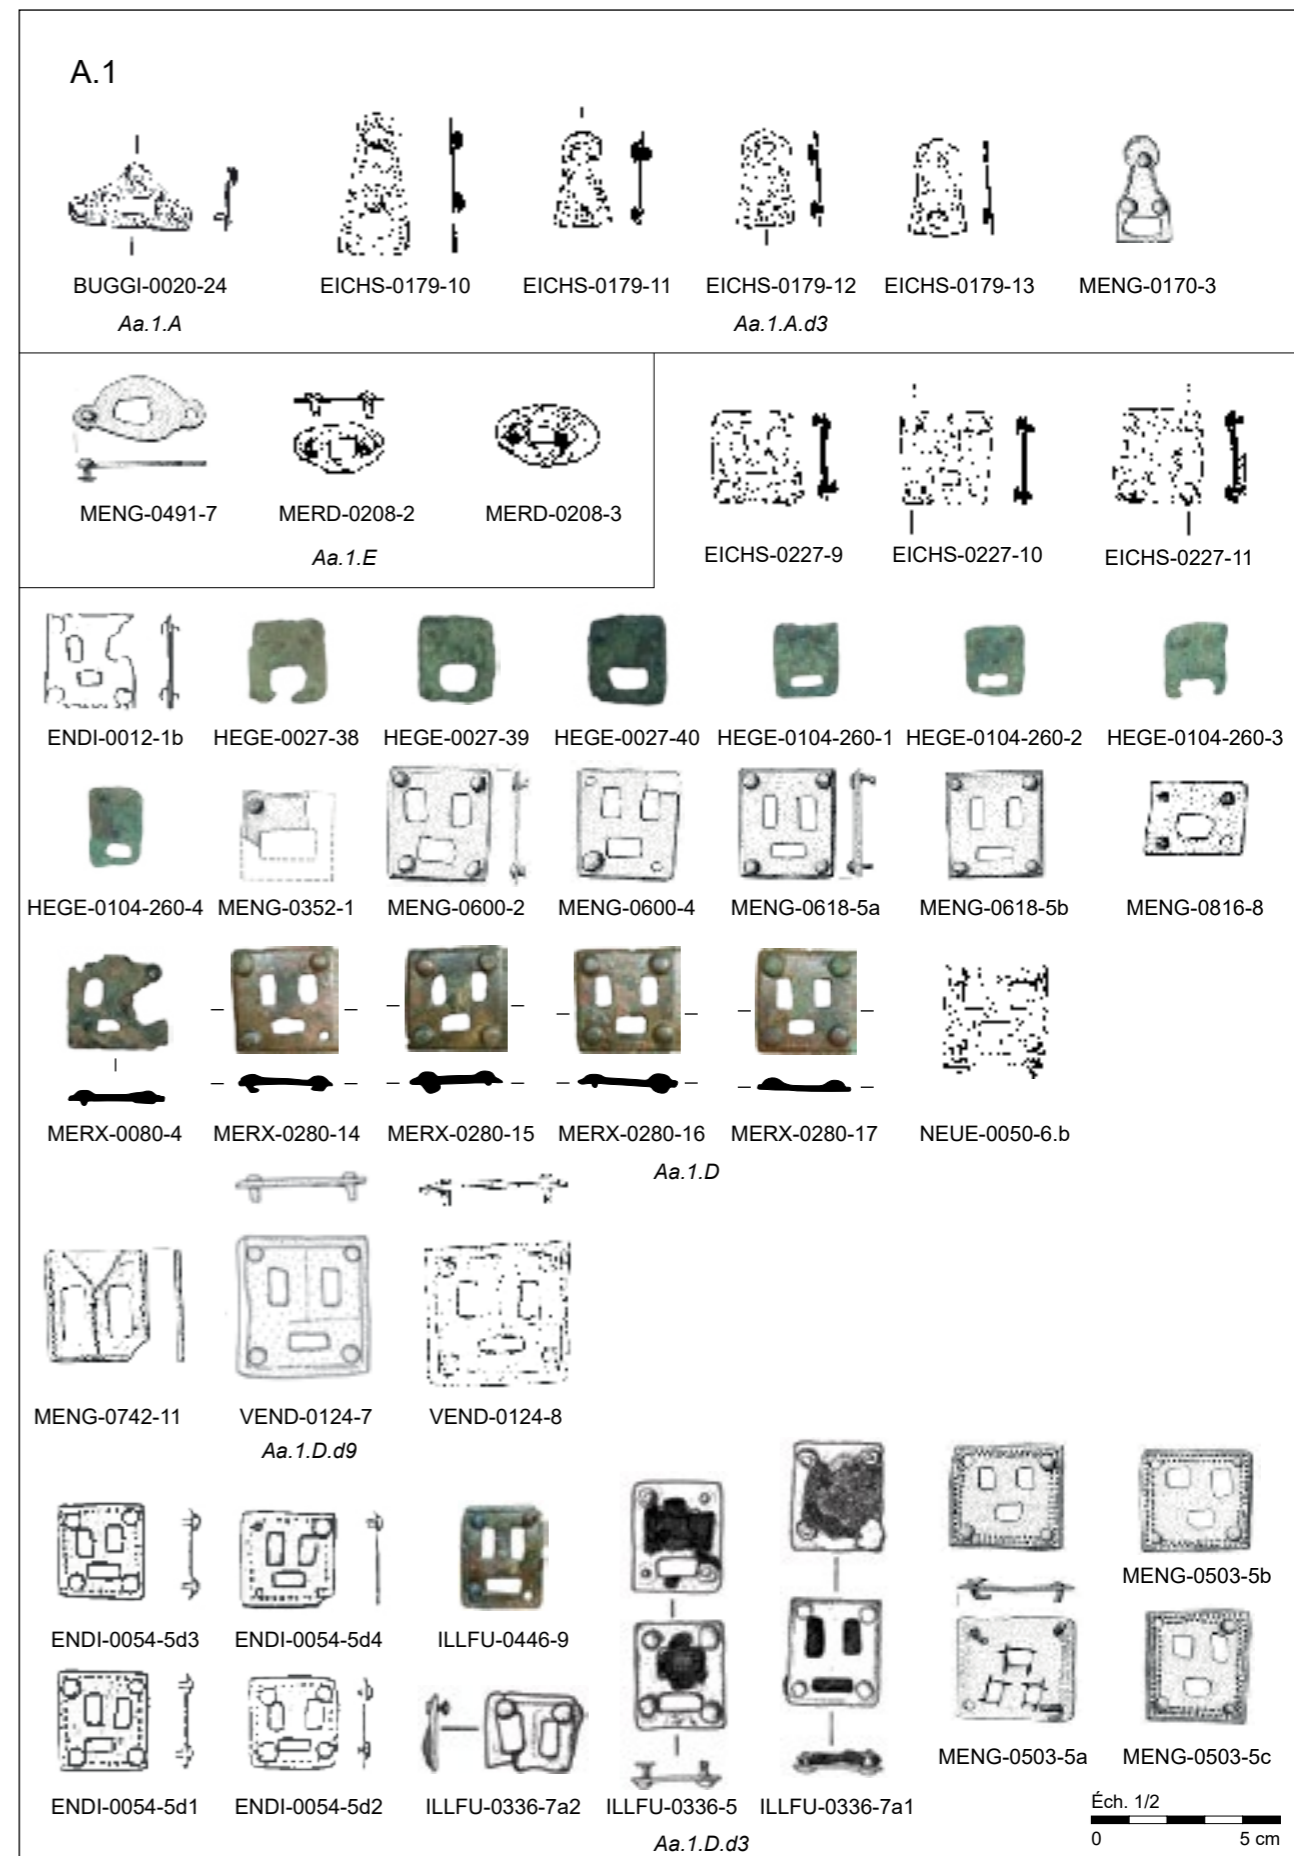 A.1
BUGGI-0020-24
EICHS-0179-10
EICHS-0179-11
EICHS-0179-12
EICHS-0179-13
MENG-0170-3
Aa.1.A
Aa.1.A.d3
MENG-0491-7
MERD-0208-2
MERD-0208-3
Aa.1.E
EICHS-0227-9
EICHS-0227-10
EICHS-0227-11
ENDI-0012-1b
HEGE-0027-38
HEGE-0027-39
HEGE-0027-40
HEGE-0104-260-1
HEGE-0104-260-2
HEGE-0104-260-3
HEGE-0104-260-4
MENG-0352-1
MENG-0600-2
MENG-0600-4
MENG-0618-5a
MENG-0618-5b
MENG-0816-8
MERX-0080-4
MERX-0280-14
MERX-0280-15
MERX-0280-16
MERX-0280-17
NEUE-0050-6.b
Aa.1.D
MENG-0742-11
VEND-0124-7
VEND-0124-8
Aa.1.D.d9
MENG-0503-5b
ENDI-0054-5d3
ENDI-0054-5d4
ILLFU-0446-9
MENG-0503-5a
MENG-0503-5c
ENDI-0054-5d1
ENDI-0054-5d2
ILLFU-0336-7a2
ILLFU-0336-5
ILLFU-0336-7a1
Aa.1.D.d3
Éch. 1/2
0 5 cm